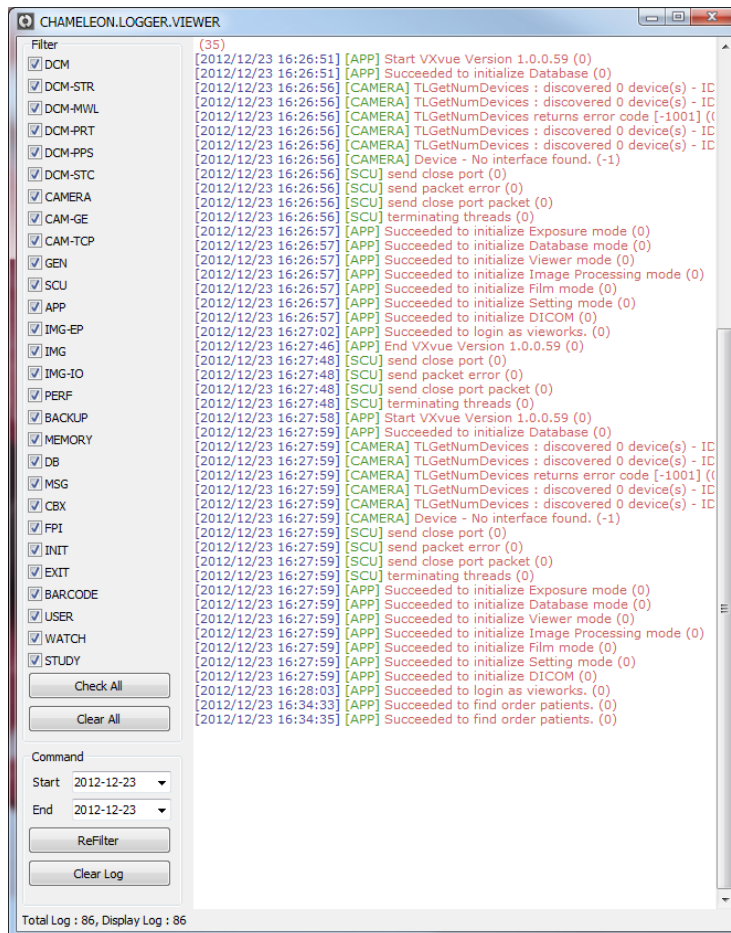 CHAMELEON.LOGGER.VIEWER
Filter
DCM
DCM-STR
DCM-MWL
DCM-PRT
DCM-PPS
DCM-STC
CAMERA
CAM-GE
CAM-TCP
GEN
SCU
APP
IMG-EP
IMG
IMG-IO
PERF
BACKUP
MEMORY
DB
MSG
CBX
FPI
INIT
EXIT
BARCODE
USER
WATCH
STUDY
Check All
Clear All
Command
Start 2012-12-23
End 2012-12-23
ReFilter
Clear Log
(35)
[2012/12/23 16:26:51] [APP] Start VXvue Version 1.0.0.59 (0)
[2012/12/23 16:26:51] [APP] Succeeded to initialize Database (0)
[2012/12/23 16:26:56] [CAMERA] TLGetNumDevices : discovered 0 device(s) - ID
[2012/12/23 16:26:56] [CAMERA] TLGetNumDevices : discovered 0 device(s) - ID
[2012/12/23 16:26:56] [CAMERA] TLGetNumDevices returns error code [-1001] (
[2012/12/23 16:26:56] [CAMERA] TLGetNumDevices : discovered 0 device(s) - ID
[2012/12/23 16:26:56] [CAMERA] TLGetNumDevices : discovered 0 device(s) - ID
[2012/12/23 16:26:56] [CAMERA] Device - No interface found. (-1)
[2012/12/23 16:26:56] [SCU] send close port (0)
[2012/12/23 16:26:56] [SCU] send packet error (0)
[2012/12/23 16:26:56] [SCU] send close port packet (0)
[2012/12/23 16:26:56] [SCU] terminating threads (0)
[2012/12/23 16:26:57] [APP] Succeeded to initialize Exposure mode (0)
[2012/12/23 16:26:57] [APP] Succeeded to initialize Database mode (0)
[2012/12/23 16:26:57] [APP] Succeeded to initialize Viewer mode (0)
[2012/12/23 16:26:57] [APP] Succeeded to initialize Image Processing mode (0)
[2012/12/23 16:26:57] [APP] Succeeded to initialize Film mode (0)
[2012/12/23 16:26:57] [APP] Succeeded to initialize Setting mode (0)
[2012/12/23 16:26:57] [APP] Succeeded to initialize DICOM (0)
[2012/12/23 16:27:02] [APP] Succeeded to login as vieworks. (0)
[2012/12/23 16:27:46] [APP] End VXvue Version 1.0.0.59 (0)
[2012/12/23 16:27:48] [SCU] send close port (0)
[2012/12/23 16:27:48] [SCU] send packet error (0)
[2012/12/23 16:27:48] [SCU] send close port packet (0)
[2012/12/23 16:27:48] [SCU] terminating threads (0)
[2012/12/23 16:27:58] [APP] Start VXvue Version 1.0.0.59 (0)
[2012/12/23 16:27:59] [APP] Succeeded to initialize Database (0)
[2012/12/23 16:27:59] [CAMERA] TLGetNumDevices : discovered 0 device(s) - ID
[2012/12/23 16:27:59] [CAMERA] TLGetNumDevices : discovered 0 device(s) - ID
[2012/12/23 16:27:59] [CAMERA] TLGetNumDevices returns error code [-1001] (
[2012/12/23 16:27:59] [CAMERA] TLGetNumDevices : discovered 0 device(s) - ID
[2012/12/23 16:27:59] [CAMERA] TLGetNumDevices : discovered 0 device(s) - ID
[2012/12/23 16:27:59] [CAMERA] Device - No interface found. (-1)
[2012/12/23 16:27:59] [SCU] send close port (0)
[2012/12/23 16:27:59] [SCU] send packet error (0)
[2012/12/23 16:27:59] [SCU] send close port packet (0)
[2012/12/23 16:27:59] [SCU] terminating threads (0)
[2012/12/23 16:27:59] [APP] Succeeded to initialize Exposure mode (0)
[2012/12/23 16:27:59] [APP] Succeeded to initialize Database mode (0)
[2012/12/23 16:27:59] [APP] Succeeded to initialize Viewer mode (0)
[2012/12/23 16:27:59] [APP] Succeeded to initialize Image Processing mode (0)
[2012/12/23 16:27:59] [APP] Succeeded to initialize Film mode (0)
[2012/12/23 16:27:59] [APP] Succeeded to initialize Setting mode (0)
[2012/12/23 16:27:59] [APP] Succeeded to initialize DICOM (0)
[2012/12/23 16:28:03] [APP] Succeeded to login as vieworks. (0)
[2012/12/23 16:34:33] [APP] Succeeded to find order patients. (0)
[2012/12/23 16:34:35] [APP] Succeeded to find order patients. (0)
Total Log : 86, Display Log : 86